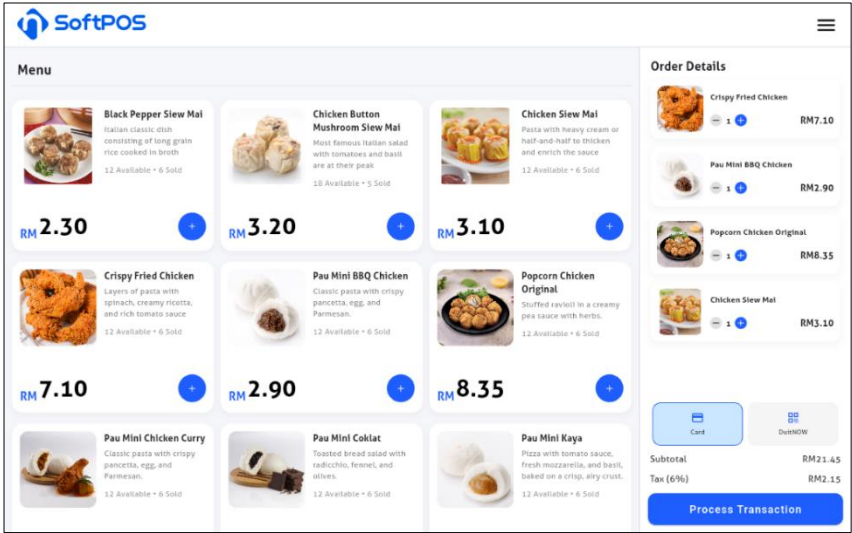 SoftPOS
Menu
Black Pepper Siew Mai
Italian classic dish
consisting of long grain
rice cooked in broth
12 Available • 6 Sold
RM 2.30
+
Chicken Button
Mushroom Siew Mai
Most famous Italian salad
with tomatoes and basil
are at their peak
18 Available • 5 Sold
RM 3.20
+
Chicken Siew Mai
Pasta with heavy cream or
half-and-half to thicken
and enrich the sauce
12 Available • 6 Sold
RM 3.10
+
Crispy Fried Chicken
Layers of pasta with
spinach, creamy ricotta,
and rich tomato sauce
12 Available • 6 Sold
RM 7.10
+
Pau Mini BBQ Chicken
Classic pasta with crispy
pancetta, egg, and
Parmesan.
12 Available • 6 Sold
RM 2.90
+
Popcorn Chicken
Original
Stuffed ravioli in a creamy
pea sauce with herbs.
12 Available • 6 Sold
RM 8.35
+
Pau Mini Chicken Curry
Classic pasta with crispy
pancetta, egg, and
Parmesan.
12 Available • 6 Sold
Pau Mini Coklat
Toasted bread salad with
radicchio, fennel, and
olives.
12 Available • 6 Sold
Pau Mini Kaya
Pizza with tomato sauce,
fresh mozzarella, and basil,
baked on a crisp, airy crust.
12 Available • 6 Sold
Order Details
Crispy Fried Chicken
− 1 + RM7.10
Pau Mini BBQ Chicken
− 1 + RM2.90
Popcorn Chicken Original
− 1 + RM8.35
Chicken Siew Mai
− 1 + RM3.10
Card
DuitNOW
Subtotal RM21.45
Tax (6%) RM2.15
Process Transaction